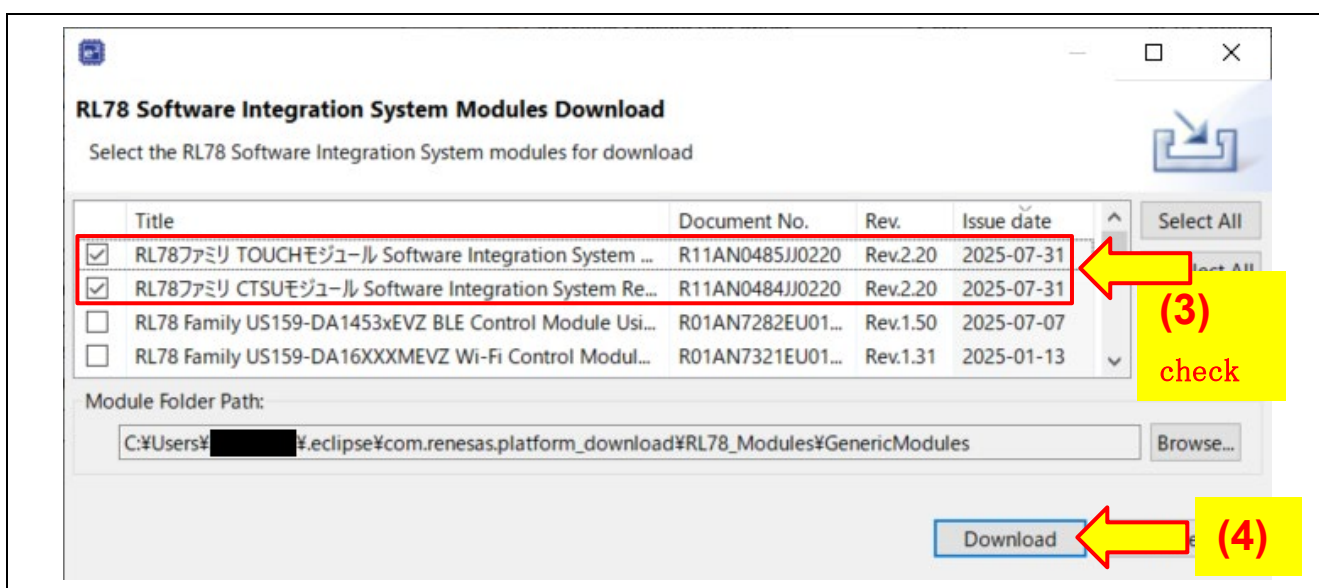 RL78 Software Integration System Modules Download
Select the RL78 Software Integration System modules for download
Title Document No. Rev. Issue date Select All
RL78ファミリ TOUCHモジュール Software Integration System ... R11AN0485JJ0220 Rev.2.20 2025-07-31
RL78ファミリ CTSUモジュール Software Integration System Re... R11AN0484JJ0220 Rev.2.20 2025-07-31
RL78 Family US159-DA1453xEVZ BLE Control Module Usi... R01AN7282EU01... Rev.1.50 2025-07-07
(3)
RL78 Family US159-DA16XXXMEVZ Wi-Fi Control Modul... R01AN7321EU01... Rev.1.31 2025-01-13
check
Module Folder Path:
C:¥Users¥ ¥.eclipse¥com.renesas.platform_download¥RL78_Modules¥GenericModules Browse...
Download (4)